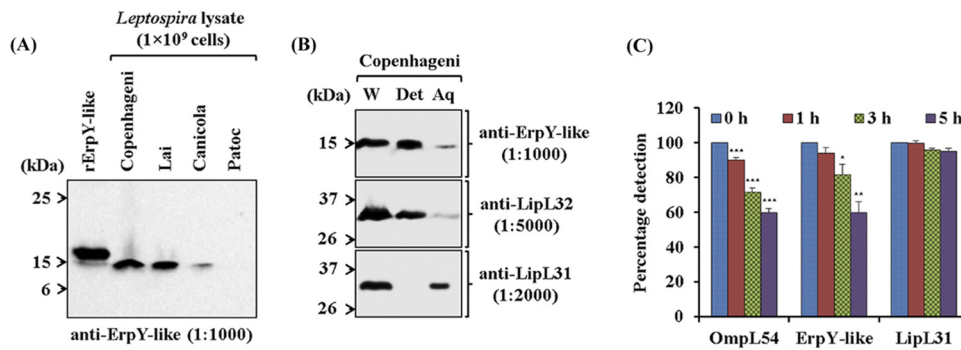 (A)
Leptospira lysate
(1×10⁹ cells)
rErpY-like
Copenhageni
Lai
Canicola
Patoc
(kDa)
25
15
6
anti-ErpY-like (1:1000)
(B)
Copenhageni
(kDa) W Det Aq
15
anti-ErpY-like
(1:1000)
37
26
anti-LipL32
(1:5000)
37
26
anti-LipL31
(1:2000)
(C)
0 h 1 h 3 h 5 h
Percentage detection
120
100
80
60
40
20
0
***
***
***
*
**
OmpL54 ErpY-like LipL31